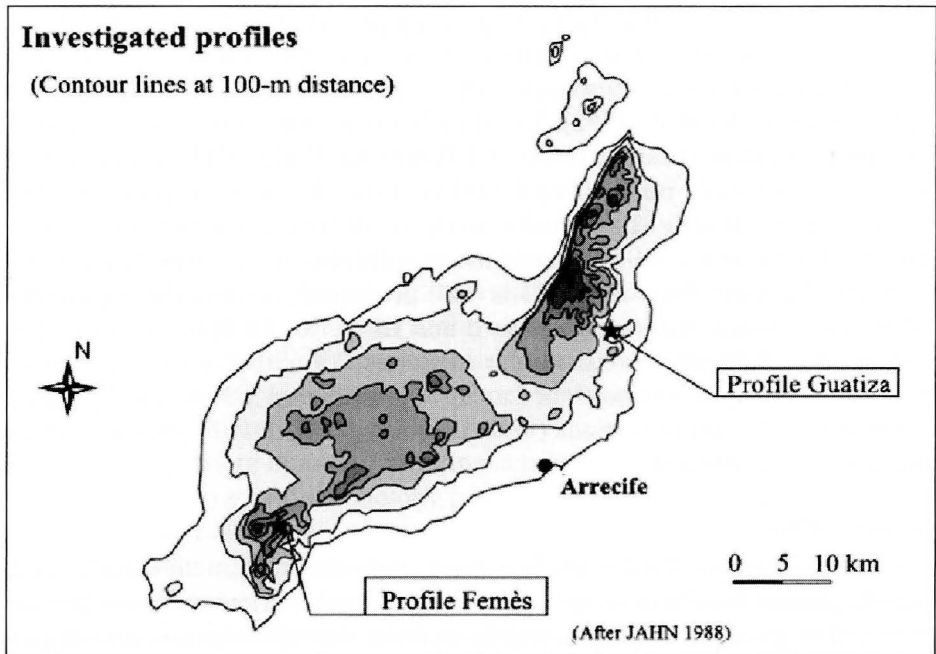 Investigated profiles
(Contour lines at 100-m distance)
N
Profile Guatiza
Arrecife
0 5 10 km
Profile Femès
(After JAHN 1988)